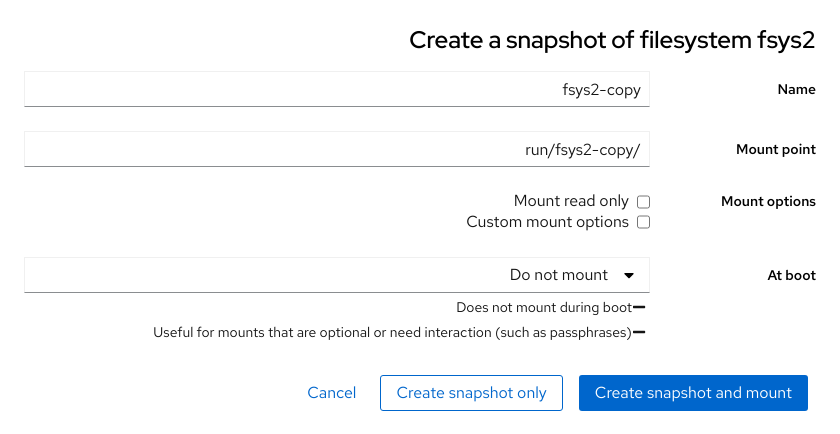 Create a snapshot of filesystem fsys2
Name
fsys2-copy
Mount point
run/fsys2-copy/
Mount options
Mount read only
Custom mount options
At boot
Do not mount
Does not mount during boot
Useful for mounts that are optional or need interaction (such as passphrases)
Create snapshot and mount
Create snapshot only
Cancel